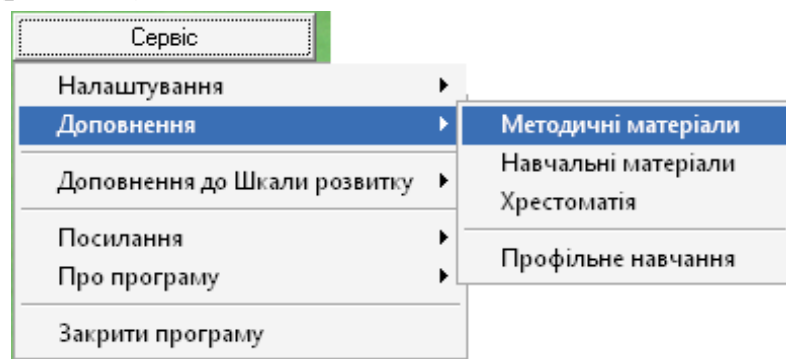 Сервіс
Налаштування
Доповнення
Доповнення до Шкали розвитку
Посилання
Про програму
Закрити програму
Методичні матеріали
Навчальні матеріали
Хрестоматія
Профільне навчання